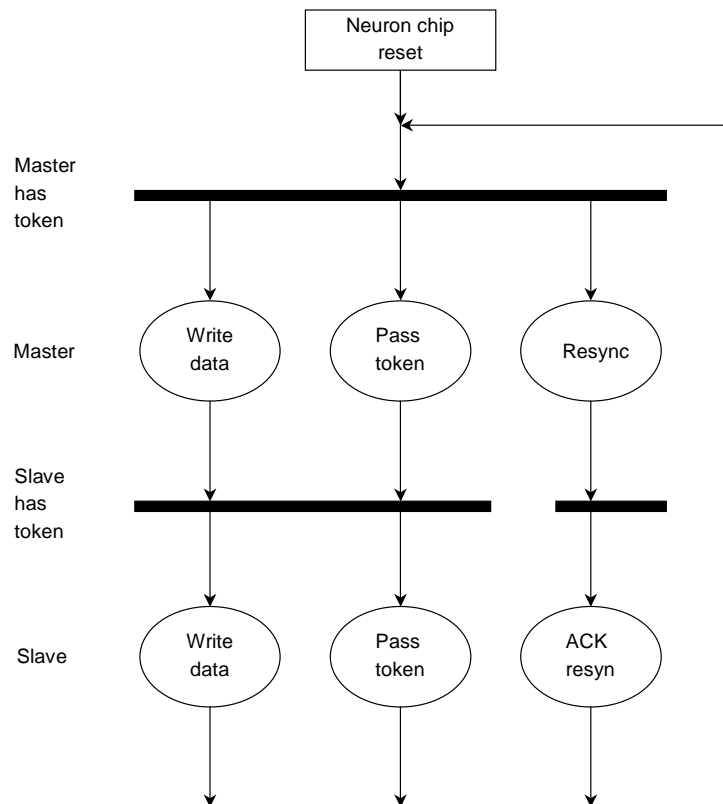 Neuron chip
reset
Master
has
token
Master
Write
data
Pass
token
Resync
Slave
has
token
Slave
Write
data
Pass
token
ACK
resyn